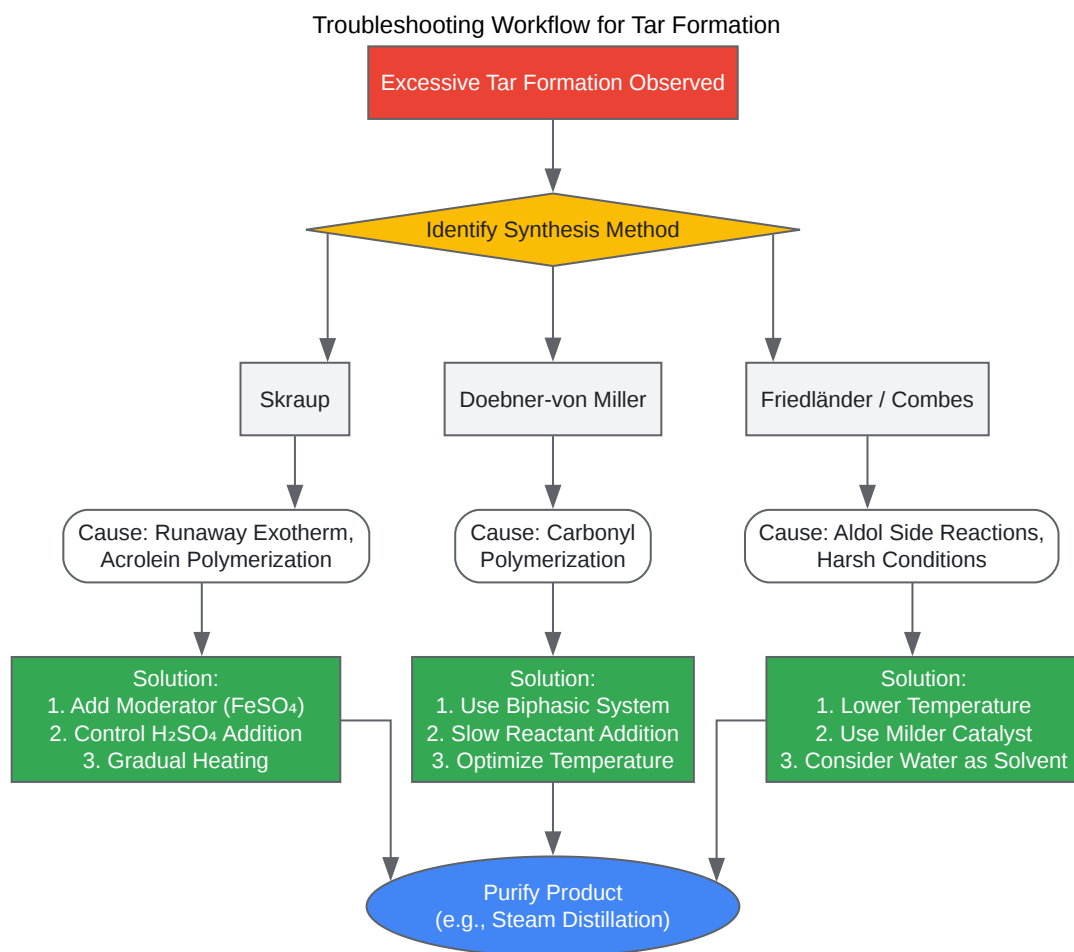 Troubleshooting Workflow for Tar Formation
Excessive Tar Formation Observed
Identify Synthesis Method
Skraup
Doebner-von Miller
Friedländer / Combes
Cause: Runaway Exotherm,
Acrolein Polymerization
Cause: Carbonyl
Polymerization
Cause: Aldol Side Reactions,
Harsh Conditions
Solution:
1. Add Moderator (FeSO₄)
2. Control H₂SO₄ Addition
3. Gradual Heating
Solution:
1. Use Biphasic System
2. Slow Reactant Addition
3. Optimize Temperature
Solution:
1. Lower Temperature
2. Use Milder Catalyst
3. Consider Water as Solvent
Purify Product
(e.g., Steam Distillation)